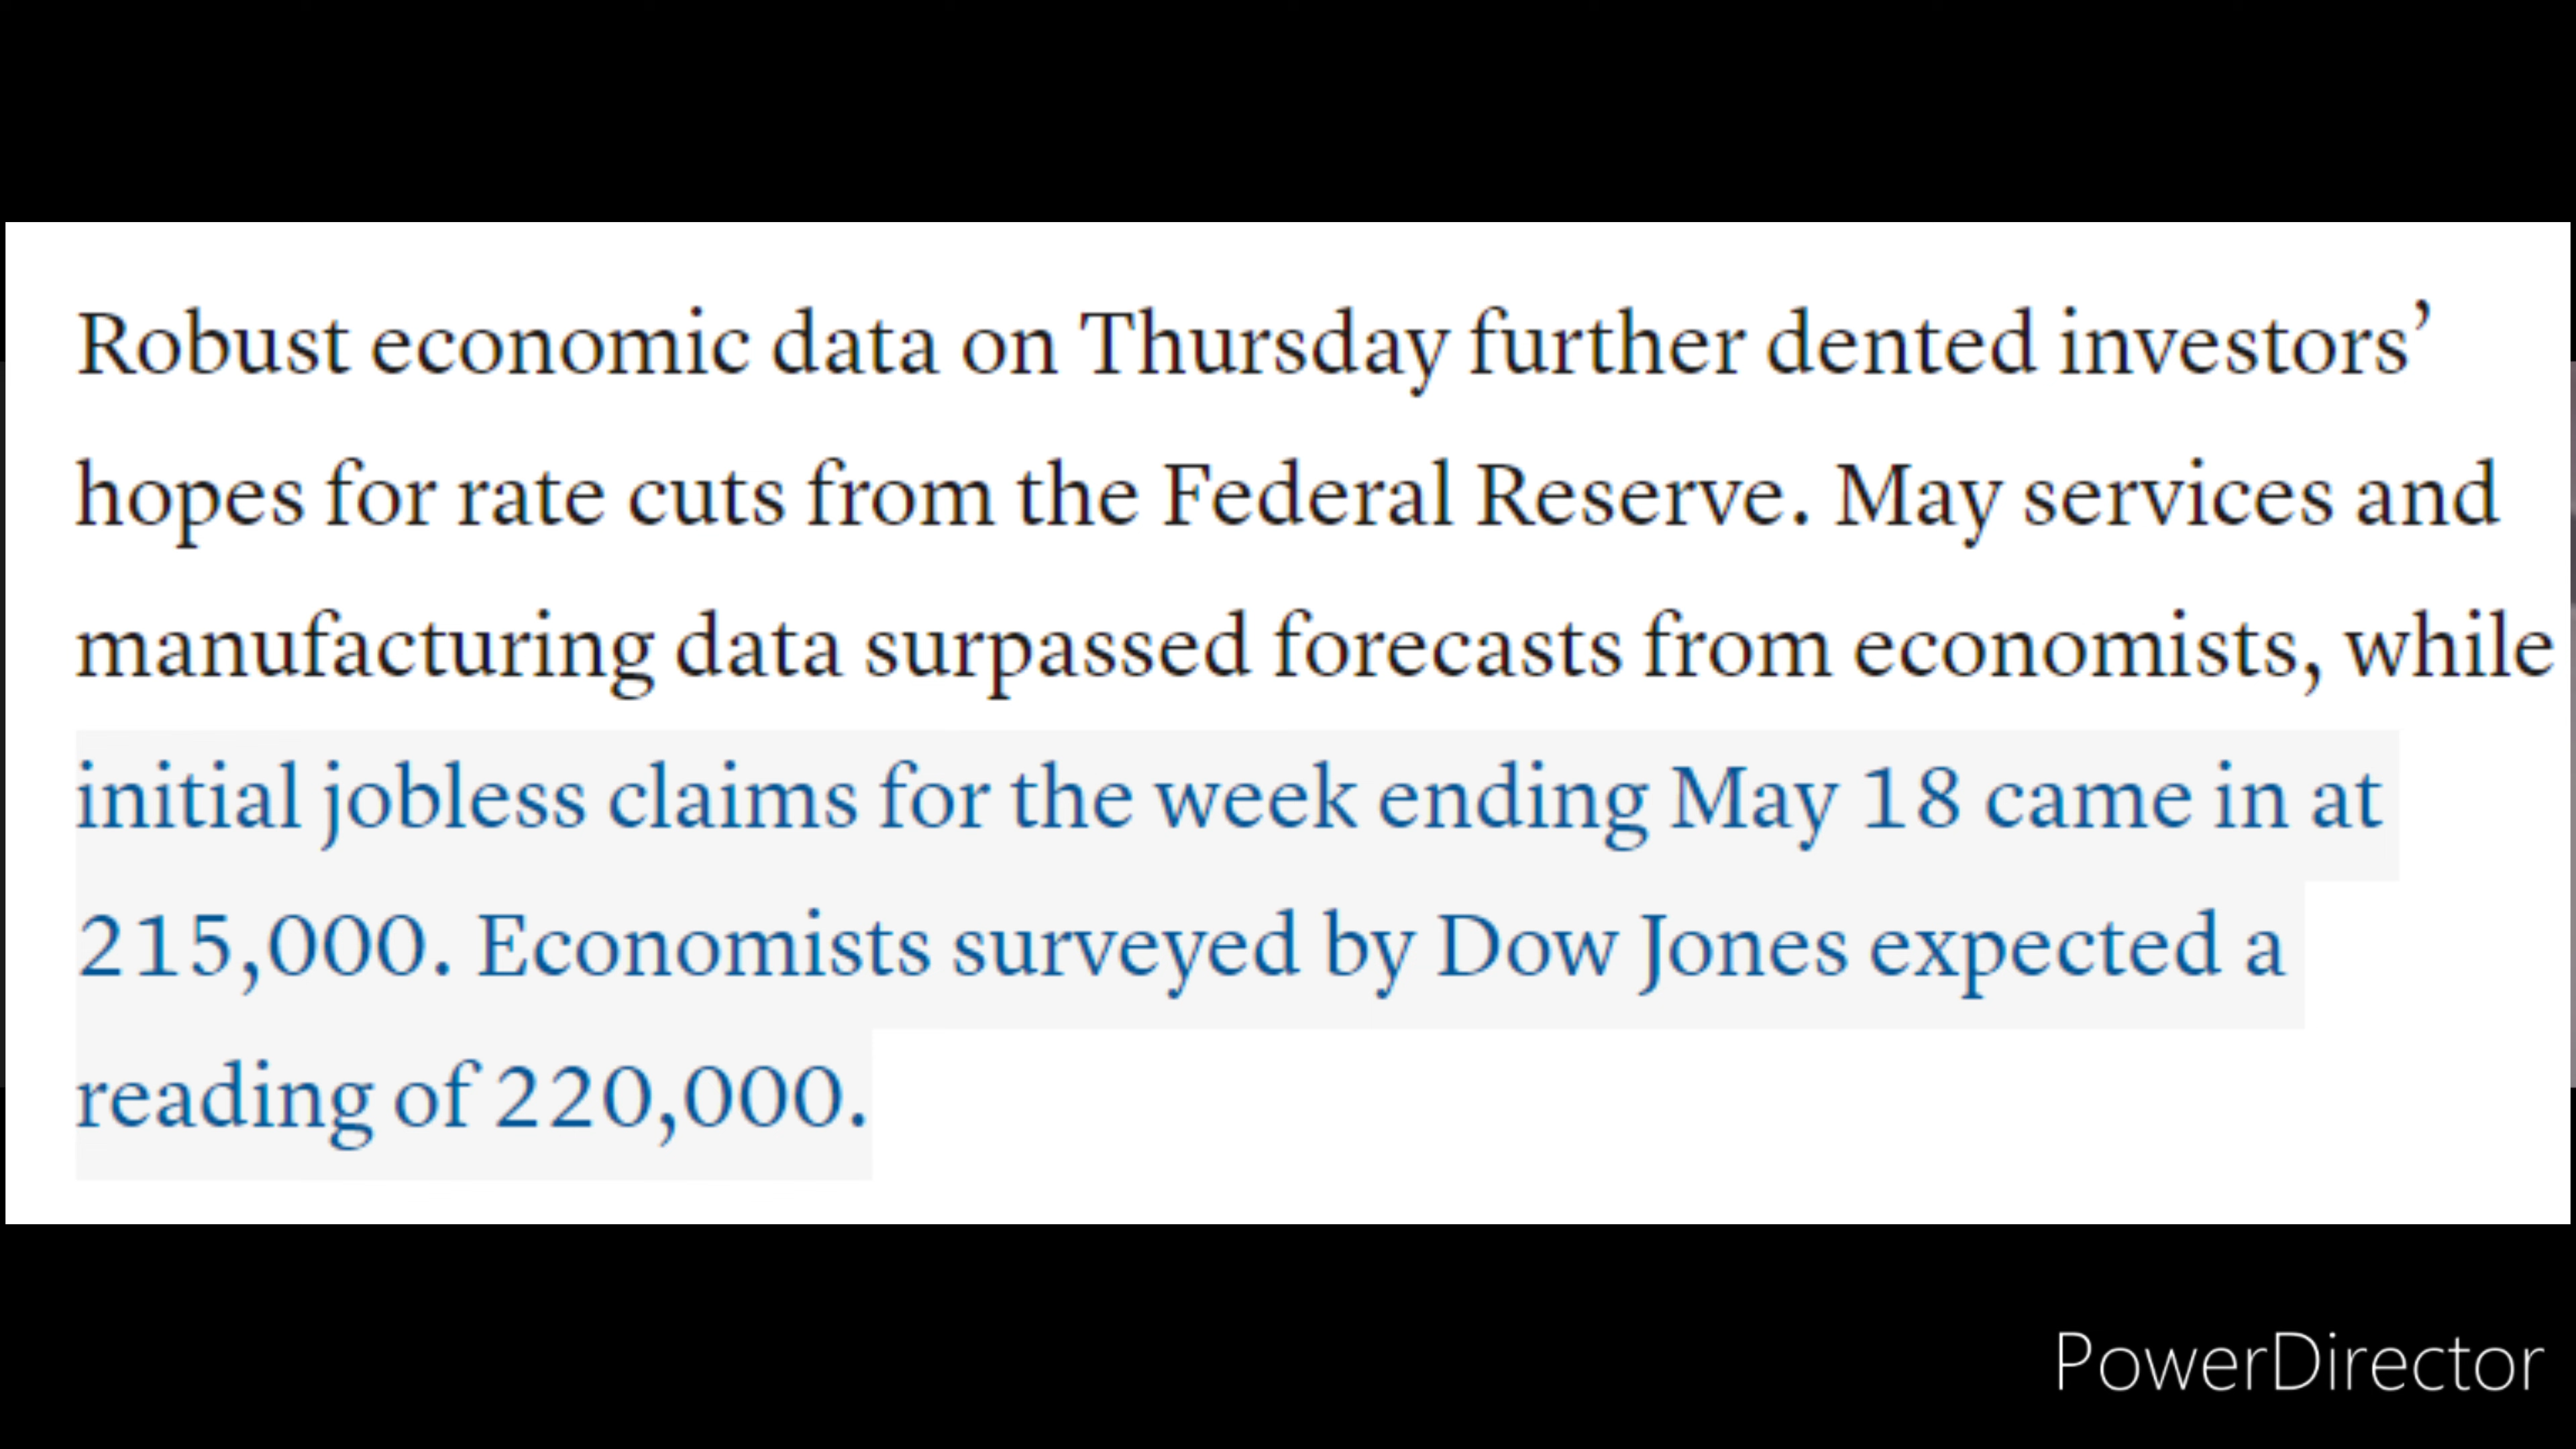 Robust economic data on Thursday further dented investors’
hopes for rate cuts from the Federal Reserve. May services and
manufacturing data surpassed forecasts from economists, while
initial jobless claims for the week ending May 18 came in at
215,000. Economists surveyed by Dow Jones expected a
reading of 220,000.
PowerDirector